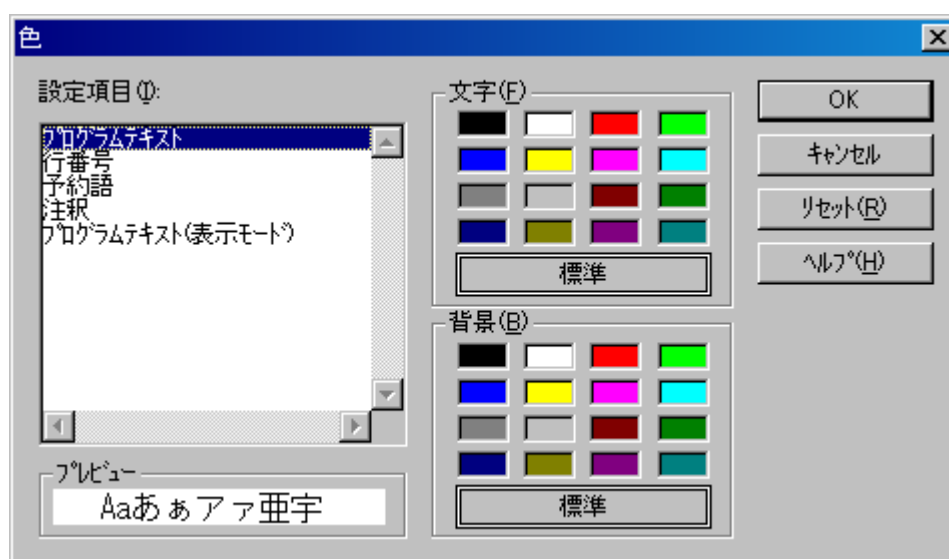 色
設定項目(I):
ﾌﾟﾛｸﾞﾗﾑﾃｷｽﾄ
行番号
予約語
注釈
ﾌﾟﾛｸﾞﾗﾑﾃｷｽﾄ(表示ﾓｰﾄﾞ)
ﾌﾟﾚﾋﾞｭｰ
Aaあぁアァ亜宇
文字(F)
標準
背景(B)
標準
OK
ｷｬﾝｾﾙ
ﾘｾｯﾄ(R)
ﾍﾙﾌﾟ(H)